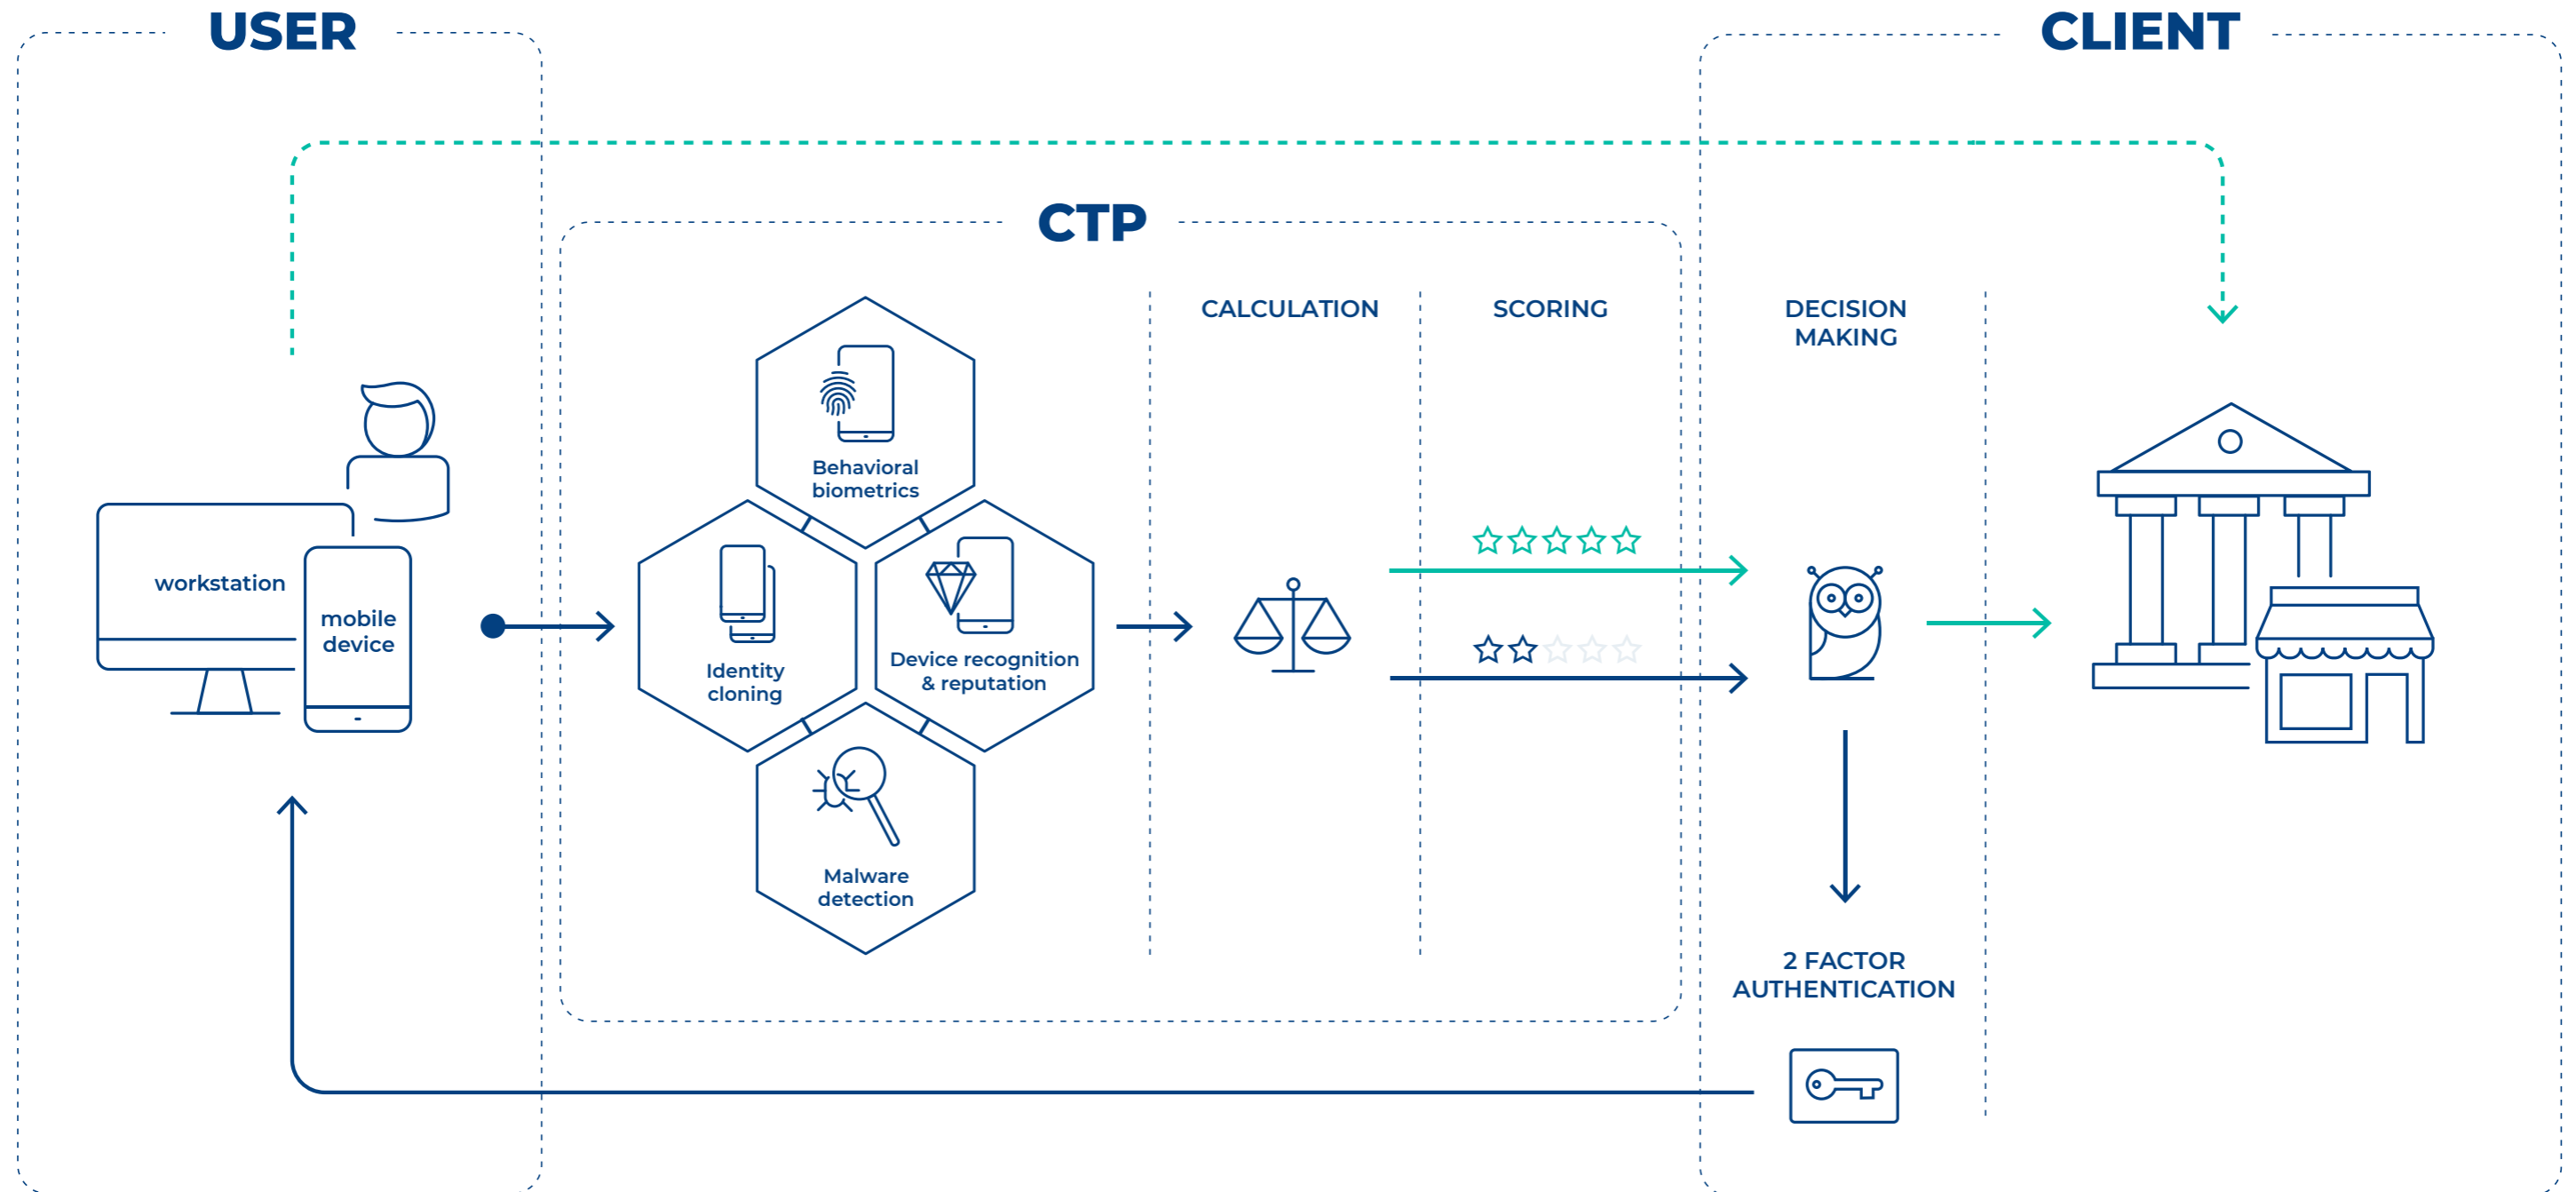 USER
CLIENT
CTP
CALCULATION
SCORING
DECISION
MAKING
workstation
mobile
device
Behavioral
biometrics
Identity
cloning
Device recognition
& reputation
Malware
detection
2 FACTOR
AUTHENTICATION